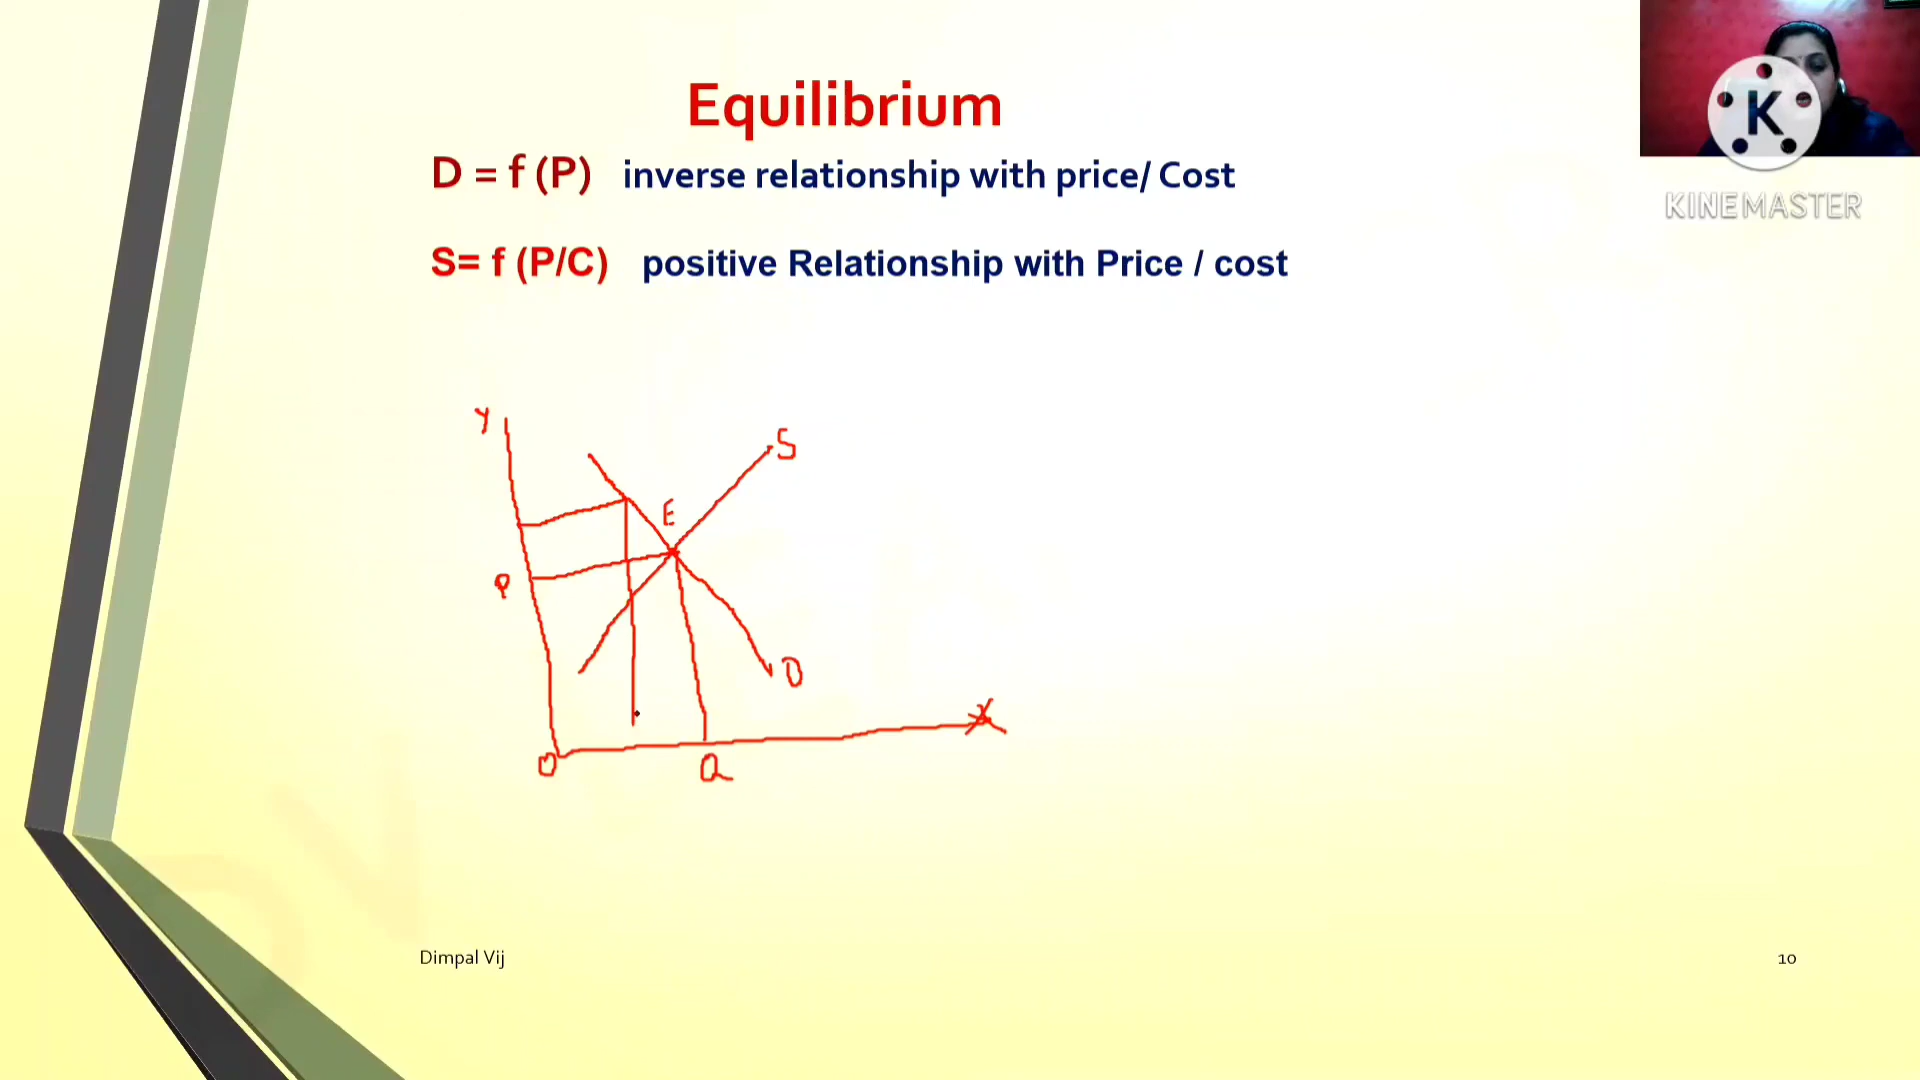 Equilibrium
D = f (P) inverse relationship with price/ Cost
S= f (P/C) positive Relationship with Price / cost
Y
S
E
P
D
X
O
Q
Dimpal Vij
10
K
KINEMASTER